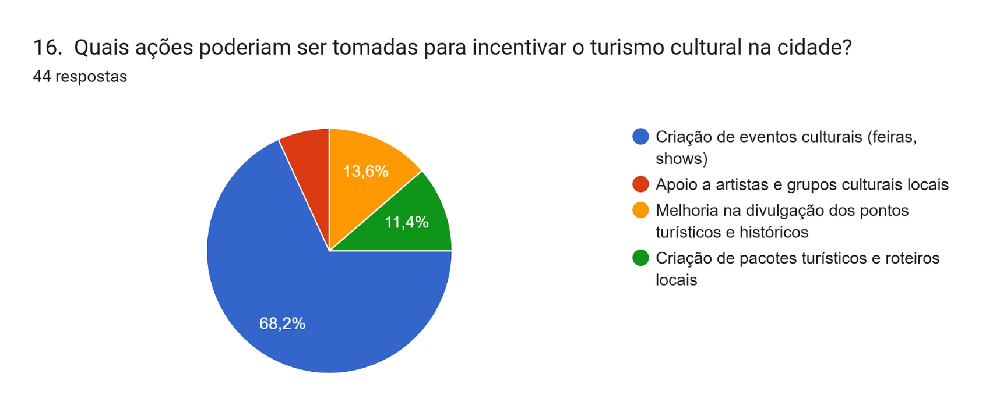 16. Quais ações poderiam ser tomadas para incentivar o turismo cultural na cidade?
44 respostas
13,6%
11,4%
68,2%
Criação de eventos culturais (feiras,
shows)
Apoio a artistas e grupos culturais locais
Melhoria na divulgação dos pontos
turísticos e históricos
Criação de pacotes turísticos e roteiros
locais